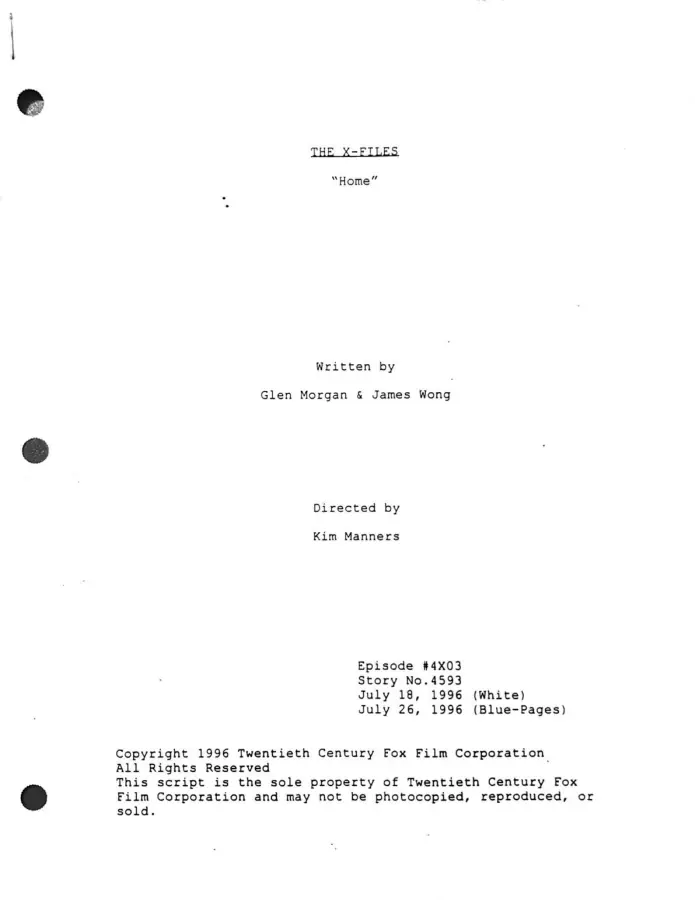 THE X-FILES
"Home"
Written by
Glen Morgan & James Wong
Directed by
Kim Manners
Episode #4X03
Story No.4593
July 18, 1996 (White)
July 26, 1996 (Blue-Pages)
Copyright 1996 Twentieth Century Fox Film Corporation
All Rights Reserved
This script is the sole property of Twentieth Century Fox
Film Corporation and may not be photocopied, reproduced, or
sold.